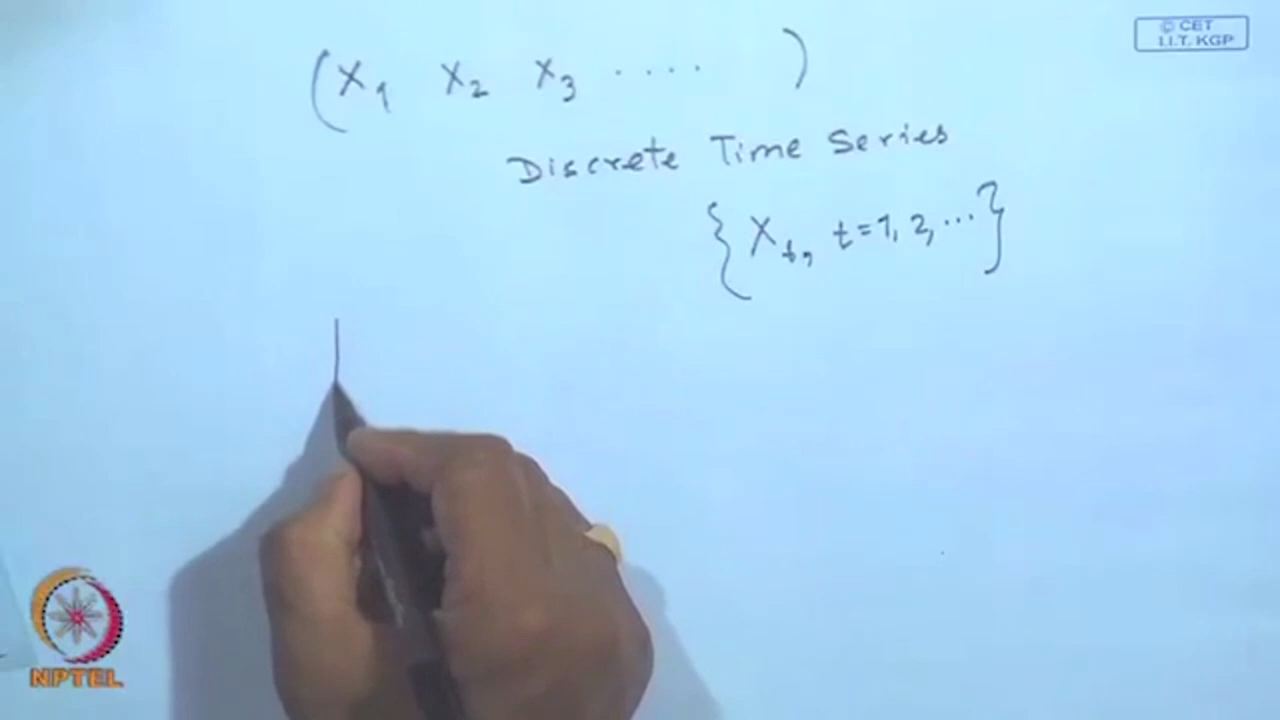 © CET
I.I.T. KGP
(X1 X2 X3 ....... )
Discrete Time Series
{Xt, t=1, 2, ...}
NPTEL